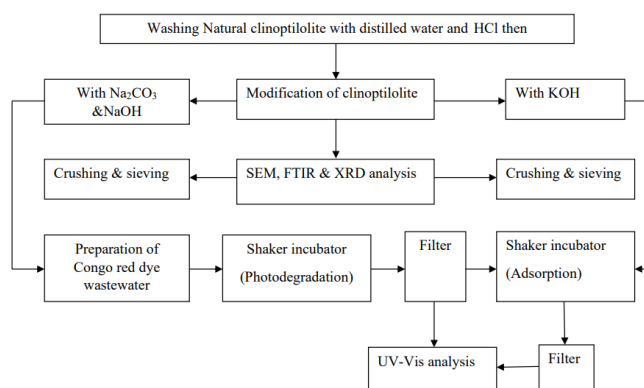 Washing Natural clinoptilolite with distilled water and HCl then
With Na₂CO₃
&NaOH
Modification of clinoptilolite
With KOH
Crushing & sieving
SEM, FTIR & XRD analysis
Crushing & sieving
Preparation of
Congo red dye
wastewater
Shaker incubator
(Photodegradation)
Filter
Shaker incubator
(Adsorption)
UV-Vis analysis
Filter